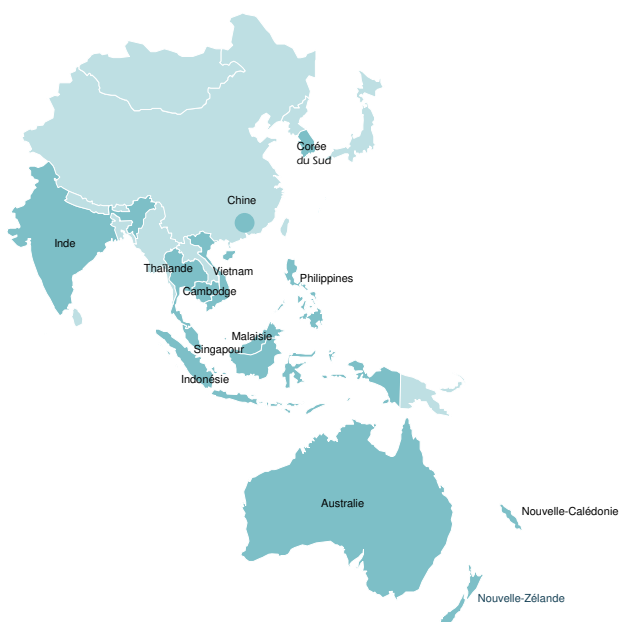 Corée
du Sud
Chine
Inde
Thaïlande
Vietnam
Philippines
Cambodge
Malaisie
Singapour
Indonésie
Australie
Nouvelle-Calédonie
Nouvelle-Zélande